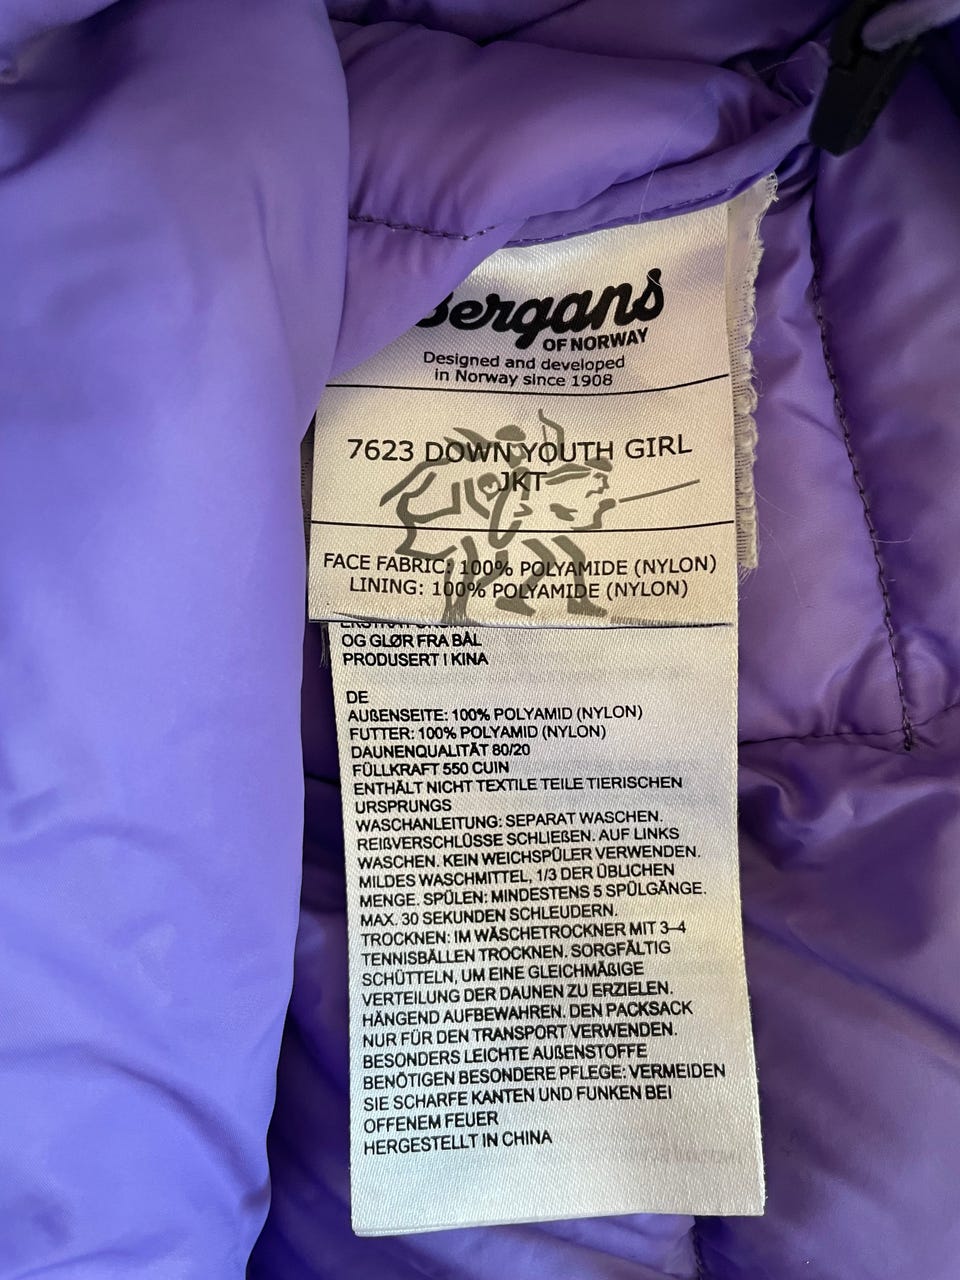 Bergans
OF NORWAY
Designed and developed
in Norway since 1908
7623 DOWN YOUTH GIRL
JKT
FACE FABRIC: 100% POLYAMIDE (NYLON)
LINING: 100% POLYAMIDE (NYLON)
OG GLØR FRA BÅL
PRODUSERT I KINA
DE
AUßENSEITE: 100% POLYAMID (NYLON)
FUTTER: 100% POLYAMID (NYLON)
DAUNENQUALITÄT 80/20
FÜLLKRAFT 550 CUIN
ENTHÄLT NICHT TEXTILE TEILE TIERISCHEN
URSPRUNGS
WASCHANLEITUNG: SEPARAT WASCHEN.
REIßVERSCHLÜSSE SCHLIEßEN. AUF LINKS
WASCHEN. KEIN WEICHSPÜLER VERWENDEN.
MILDES WASCHMITTEL, 1/3 DER ÜBLICHEN
MENGE. SPÜLEN: MINDESTENS 5 SPÜLGÄNGE.
MAX. 30 SEKUNDEN SCHLEUDERN.
TROCKNEN: IM WÄSCHETROCKNER MIT 3–4
TENNISBÄLLEN TROCKNEN. SORGFÄLTIG
SCHÜTTELN, UM EINE GLEICHMÄßIGE
VERTEILUNG DER DAUNEN ZU ERZIELEN.
HÄNGEND AUFBEWAHREN. DEN PACKSACK
NUR FÜR DEN TRANSPORT VERWENDEN.
BESONDERS LEICHTE AUßENSTOFFE
BENÖTIGEN BESONDERE PFLEGE: VERMEIDEN
SIE SCHARFE KANTEN UND FUNKEN BEI
OFFENEM FEUER
HERGESTELLT IN CHINA